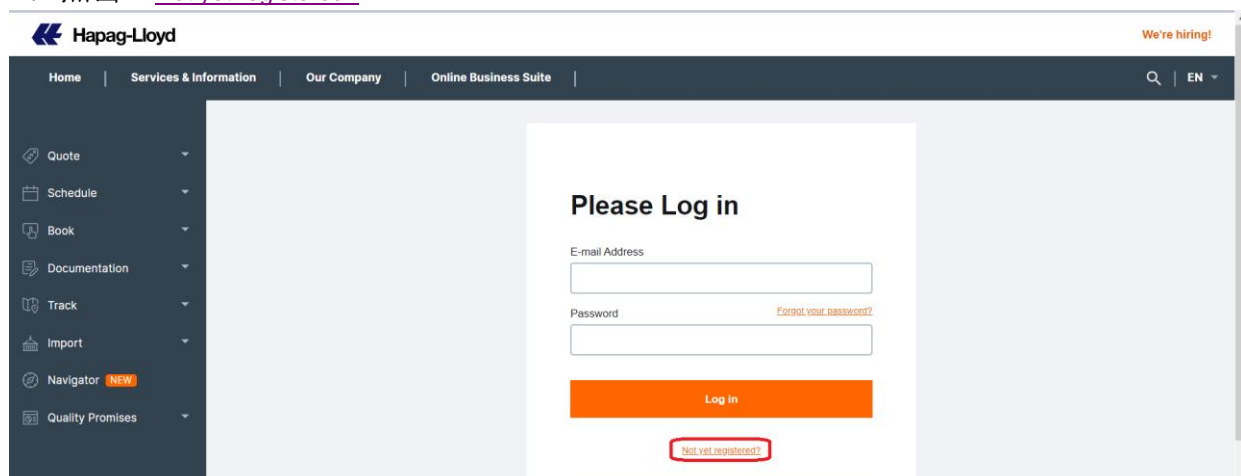 Hapag-Lloyd
We're hiring!
Home | Services & Information | Our Company | Online Business Suite |
EN
Quote
Schedule
Book
Documentation
Track
Import
Navigator NEW
Quality Promises
Please Log in
E-mail Address
Password
Forgot your password?
Log in
Not yet registered?